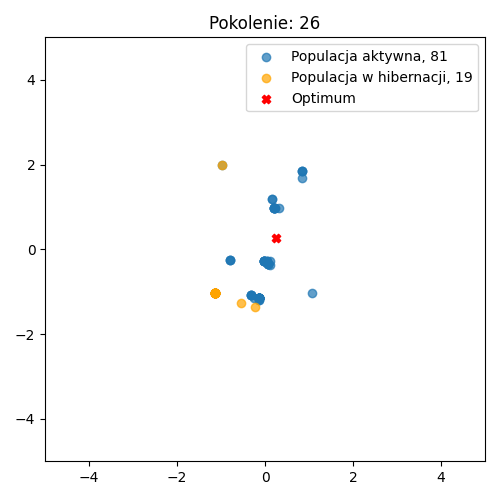 Pokolenie: 26
Populacja aktywna, 81
Populacja w hibernacji, 19
Optimum
4
2
0
−2
−4
−4 −2 0 2 4